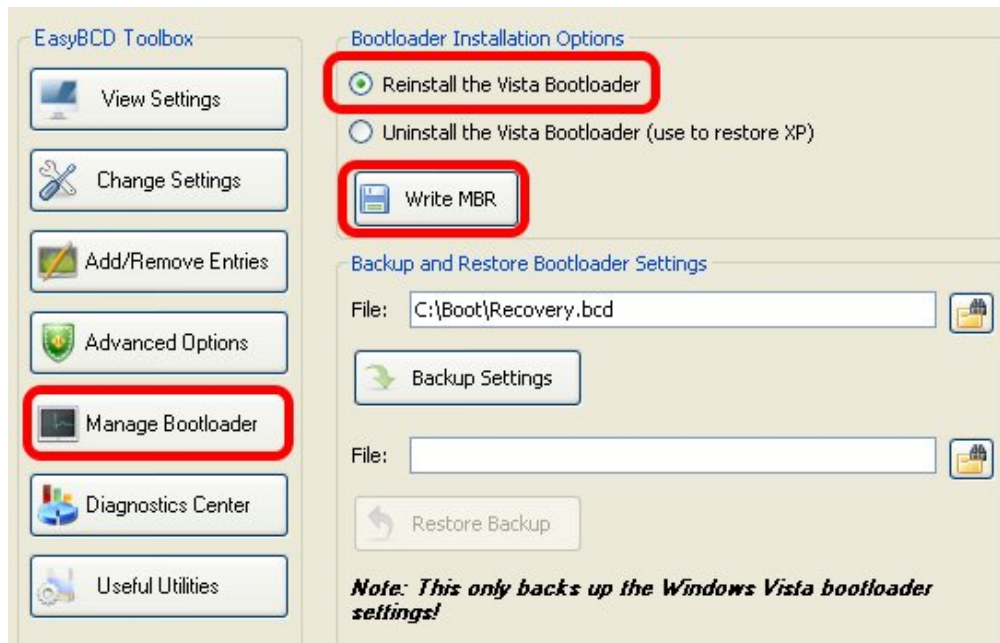 EasyBCD Toolbox
View Settings
Change Settings
Add/Remove Entries
Advanced Options
Manage Bootloader
Diagnostics Center
Useful Utilities
Bootloader Installation Options
Reinstall the Vista Bootloader
Uninstall the Vista Bootloader (use to restore XP)
Write MBR
Backup and Restore Bootloader Settings
File: C:\Boot\Recovery.bcd
Backup Settings
File:
Restore Backup
Note: This only backs up the Windows Vista bootloader
settings!